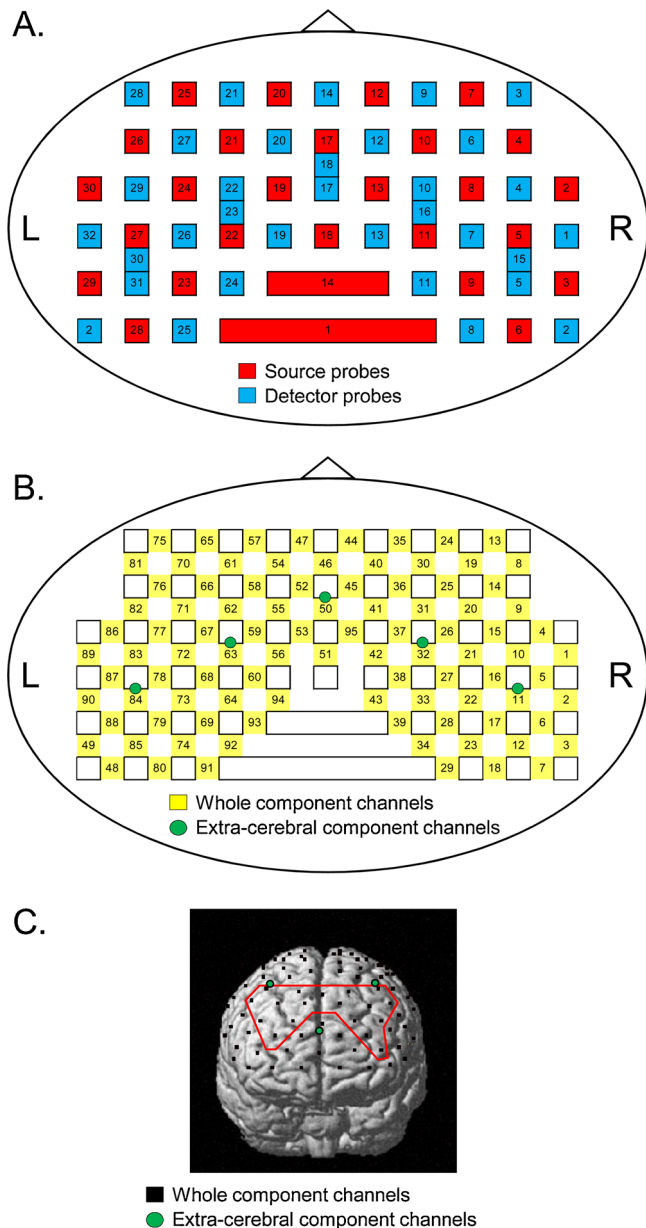 A.
28 25 21 20 14 12 9 7 3
26 27 21 20 17 12 10 6 4
18
30 29 24 22 19 17 13 10 8 4 2
23 16
L 32 27 26 22 19 18 13 11 7 5 1 R
30 15
29 31 23 24 14 11 9 5 3
2 28 25 1 8 6 2
Source probes
Detector probes
B.
75 65 57 47 44 35 24 13
81 70 61 54 46 40 30 19 8
76 66 58 52 45 36 25 14
82 71 62 55 50 41 31 20 9
86 77 67 59 53 95 37 26 15 4
89 83 72 63 56 51 42 32 21 10 1
L 87 78 68 60 38 27 16 5 R
90 84 73 64 94 43 33 22 11 2
88 79 69 93 39 28 17 6
49 85 74 92 34 23 12 3
48 80 91 29 18 7
Whole component channels
Extra-cerebral component channels
C.
Whole component channels
Extra-cerebral component channels